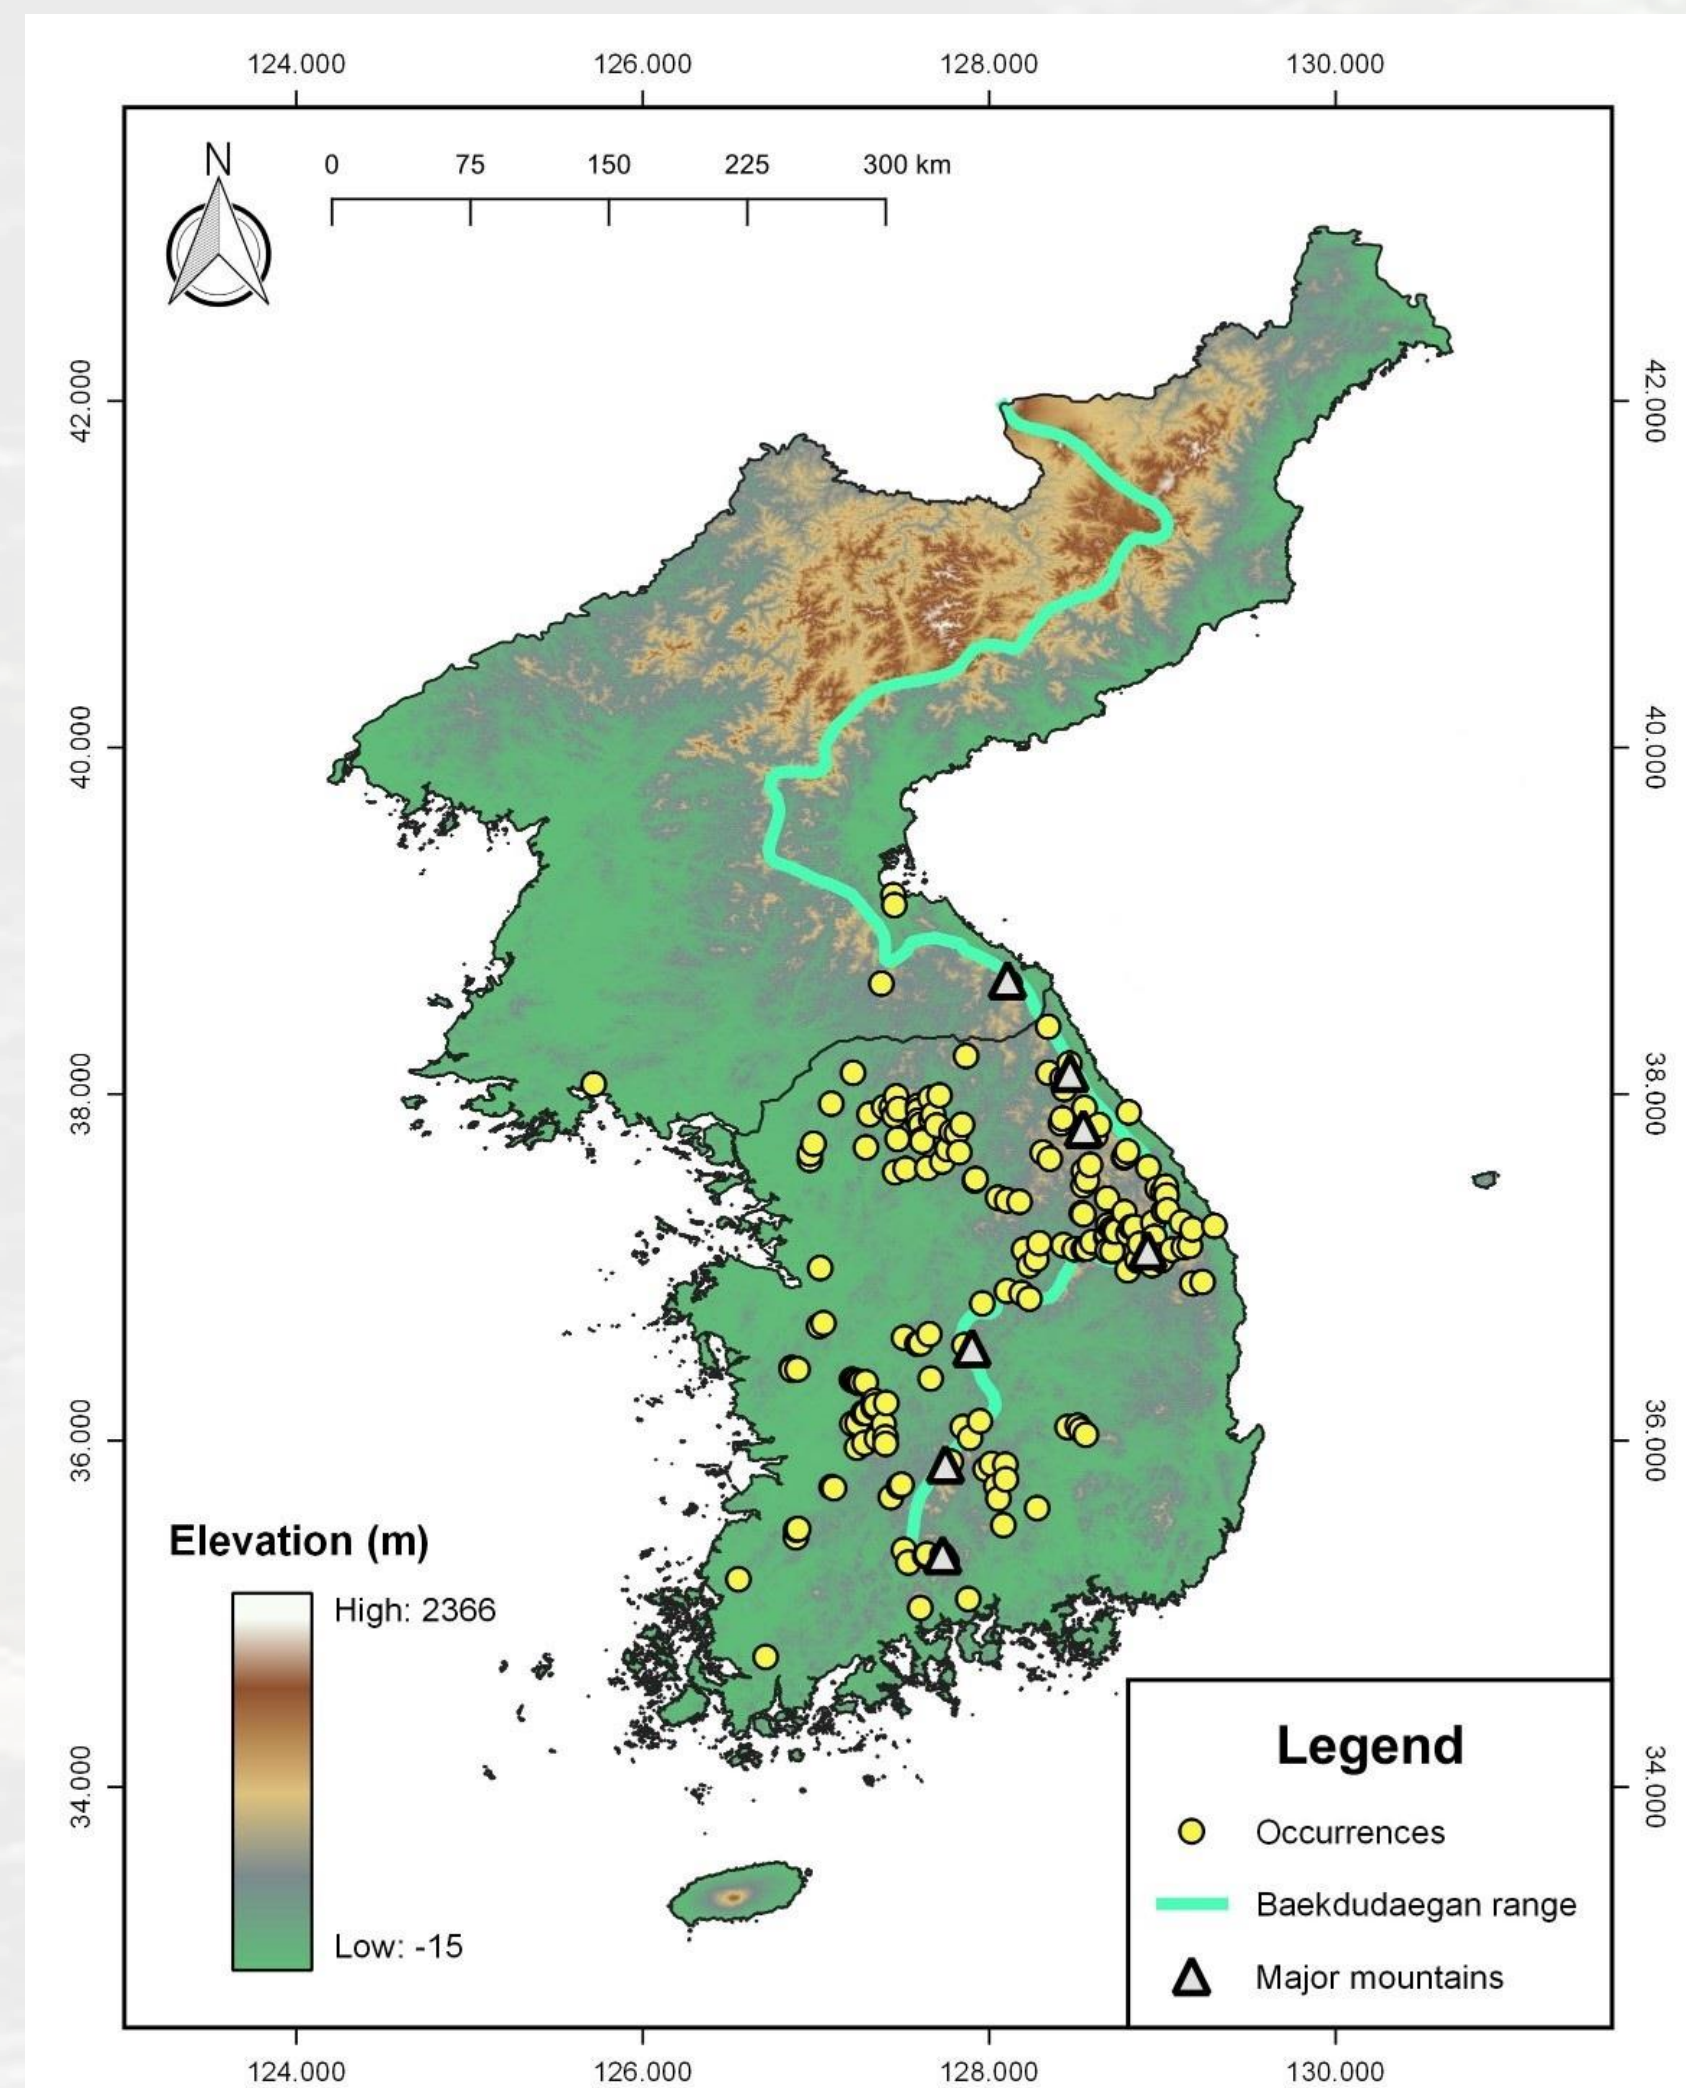 124.000 126.000 128.000 130.000
N
0 75 150 225 300 km
42.000 42.000
40.000 40.000
38.000 38.000
36.000 36.000
34.000 34.000
Elevation (m)
High: 2366
Low: -15
Legend
Occurrences
Baekdudaegan range
Major mountains
124.000 126.000 128.000 130.000